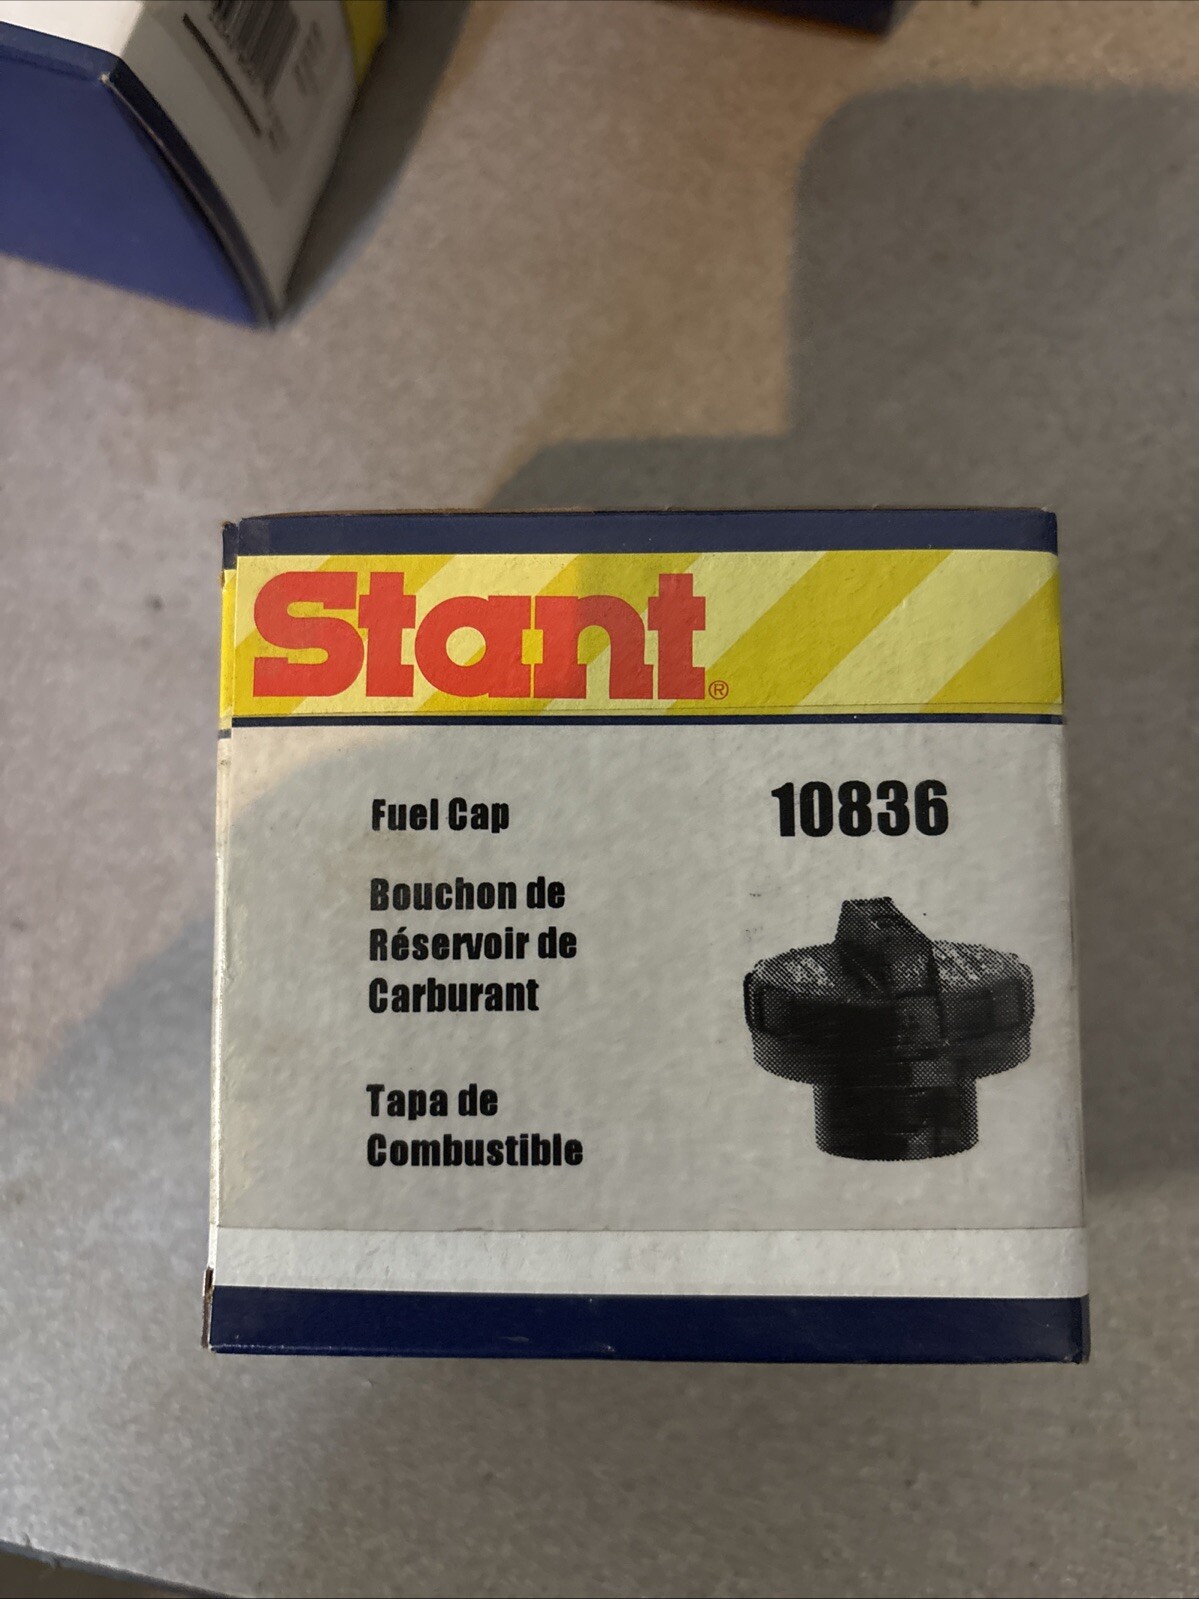 Stant®
Fuel Cap
10836
Bouchon de
Réservoir de
Carburant
Tapa de
Combustible